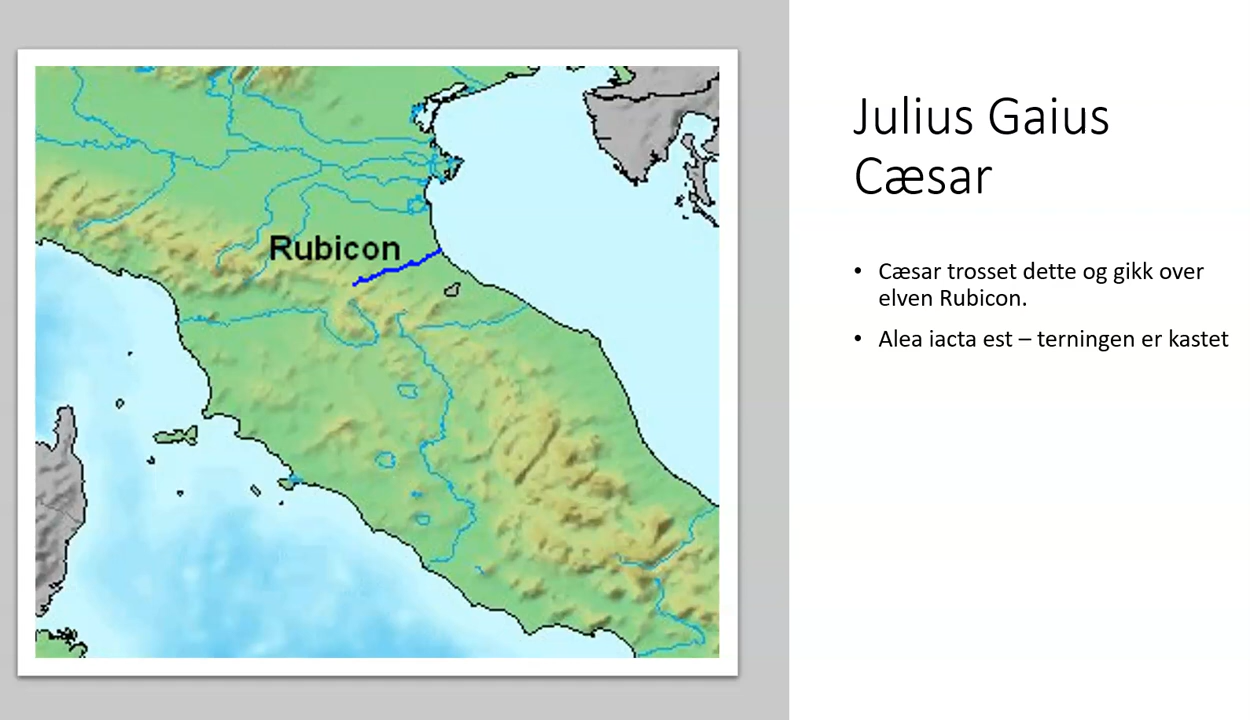 Rubicon
Julius Gaius
Cæsar
• Cæsar trosset dette og gikk over
elven Rubicon.
• Alea iacta est – terningen er kastet